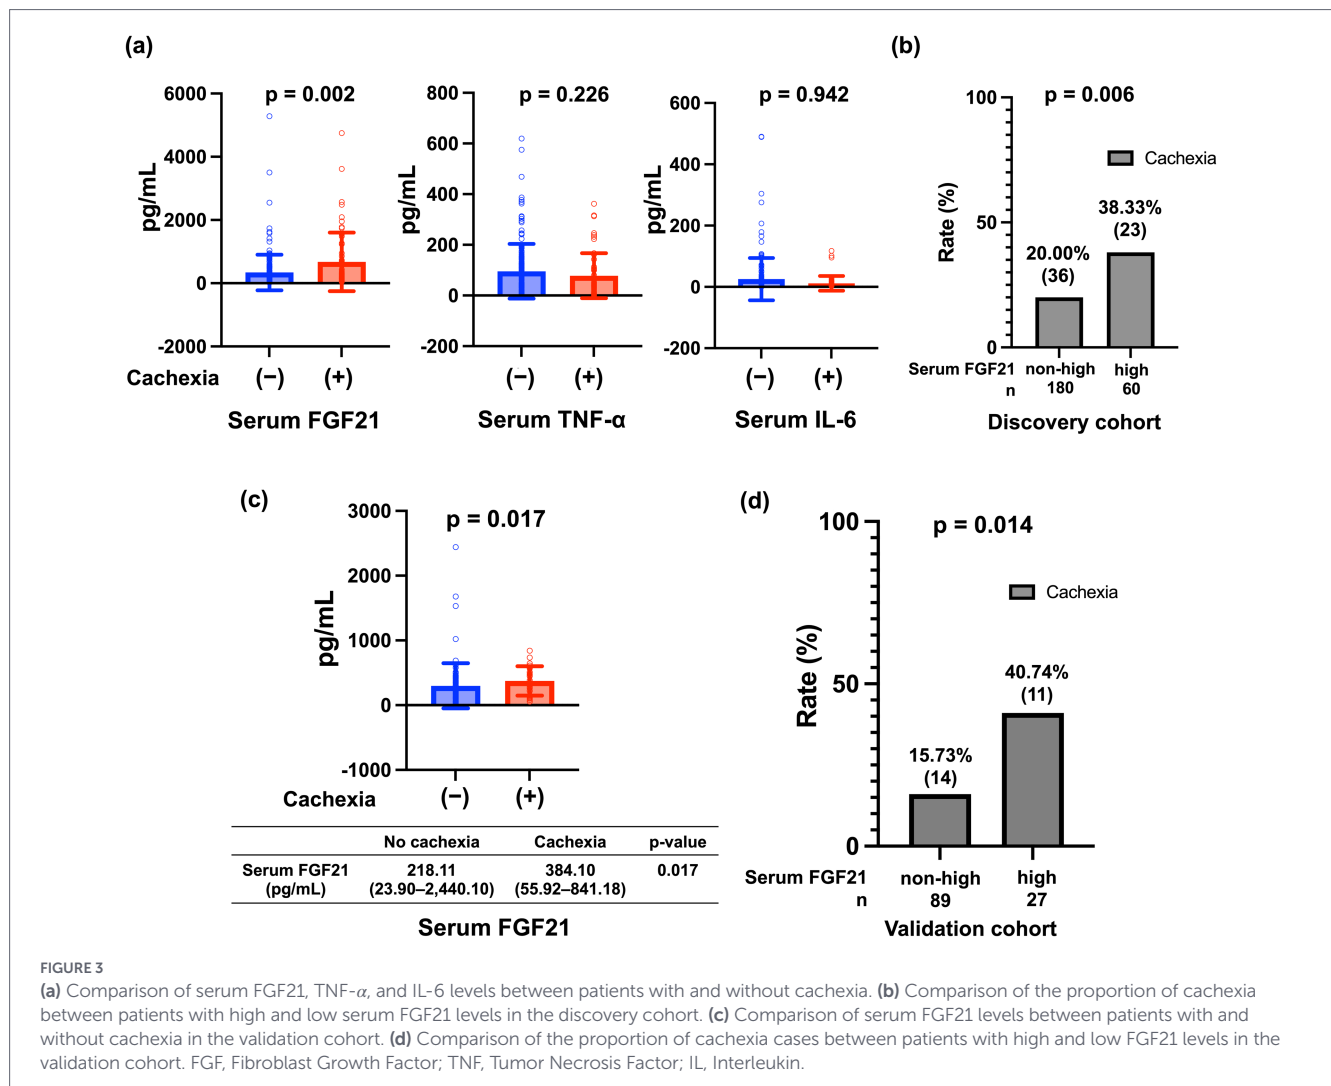 (a)
p = 0.002
6000
4000
2000
0
-2000
pg/mL
Cachexia (−) (+)
Serum FGF21
p = 0.226
800
600
400
200
0
-200
pg/mL
(−) (+)
Serum TNF-α
p = 0.942
600
400
200
0
-200
pg/mL
(−) (+)
Serum IL-6
(b)
p = 0.006
100
50
0
Rate (%)
Cachexia
20.00%
(36)
38.33%
(23)
Serum FGF21 non-high high
n 180 60
Discovery cohort
(c)
p = 0.017
3000
2000
1000
0
-1000
pg/mL
Cachexia (−) (+)
No cachexia Cachexia p-value
Serum FGF21 218.11 384.10 0.017
(pg/mL) (23.90–2,440.10) (55.92–841.18)
Serum FGF21
(d)
p = 0.014
100
50
0
Rate (%)
Cachexia
15.73%
(14)
40.74%
(11)
Serum FGF21 non-high high
n 89 27
Validation cohort
FIGURE 3
(a) Comparison of serum FGF21, TNF-α, and IL-6 levels between patients with and without cachexia. (b) Comparison of the proportion of cachexia
between patients with high and low serum FGF21 levels in the discovery cohort. (c) Comparison of serum FGF21 levels between patients with and
without cachexia in the validation cohort. (d) Comparison of the proportion of cachexia cases between patients with high and low FGF21 levels in the
validation cohort. FGF, Fibroblast Growth Factor; TNF, Tumor Necrosis Factor; IL, Interleukin.